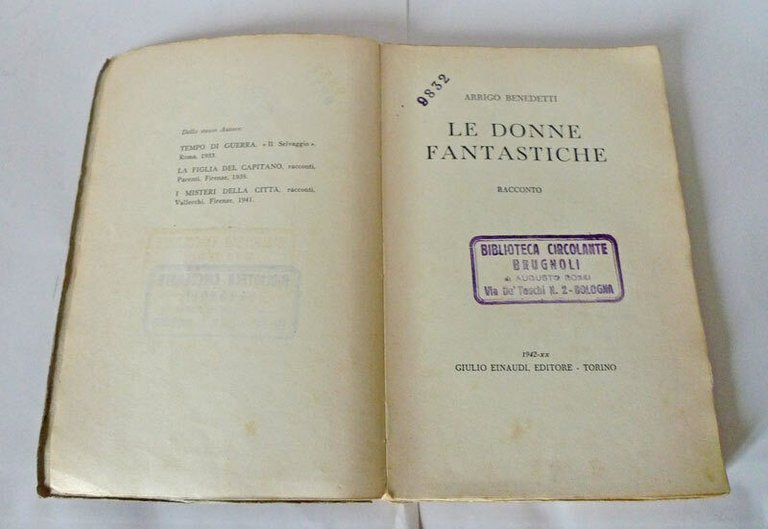 Dello stesso Autore:
TEMPO DI GUERRA, « Il Selvaggio »,
Roma, 1933.
LA FIGLIA DEL CAPITANO, racconti,
Parenti, Firenze, 1938.
I MISTERI DELLA CITTÀ, racconti,
Vallecchi, Firenze, 1941.
9832
ARRIGO BENEDETTI
LE DONNE
FANTASTICHE
RACCONTO
BIBLIOTECA CIRCOLANTE
BRUGNOLI
di AUGUSTO ROSSI
Via De' Toschi N. 2 - BOLOGNA
1942-XX
GIULIO EINAUDI, EDITORE - TORINO